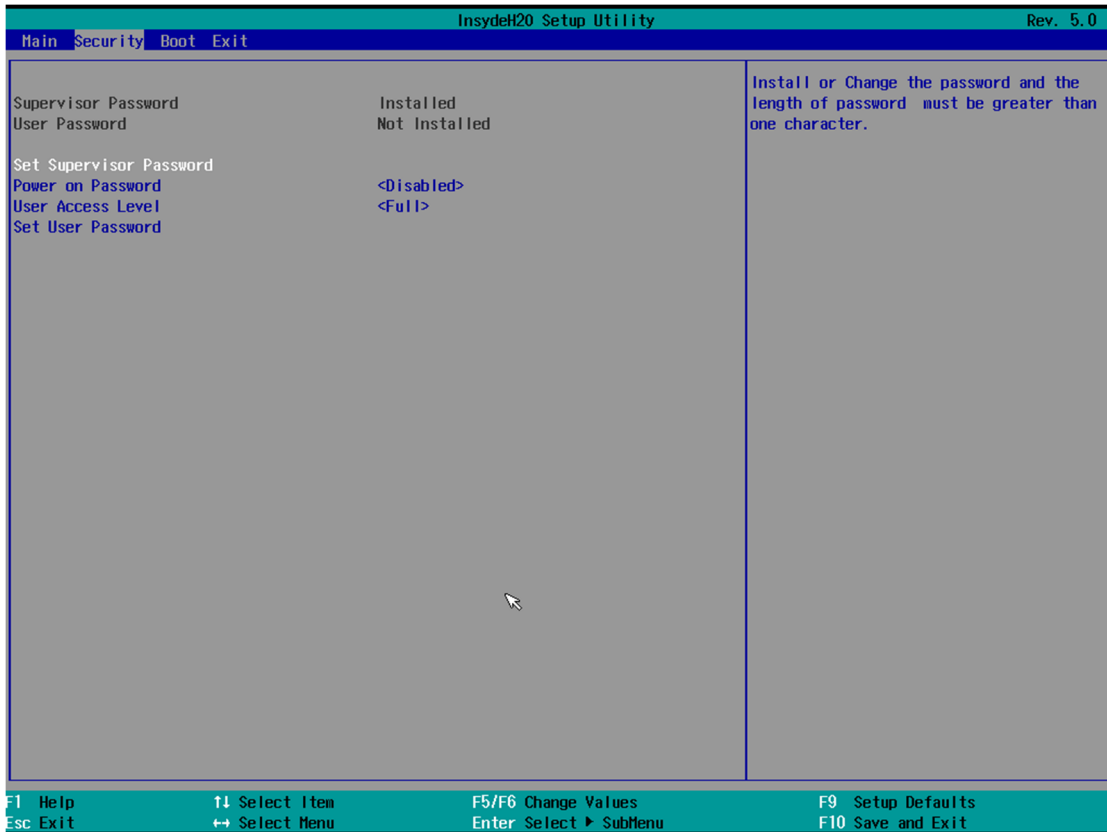 InsydeH20 Setup Utility Rev. 5.0
Main Security Boot Exit
Install or Change the password and the
length of password must be greater than
one character.
Supervisor Password Installed
User Password Not Installed
Set Supervisor Password
Power on Password <Disabled>
User Access Level <Full>
Set User Password
F1 Help ↑↓ Select Item F5/F6 Change Values F9 Setup Defaults
Esc Exit ↔ Select Menu Enter Select ▶ SubMenu F10 Save and Exit